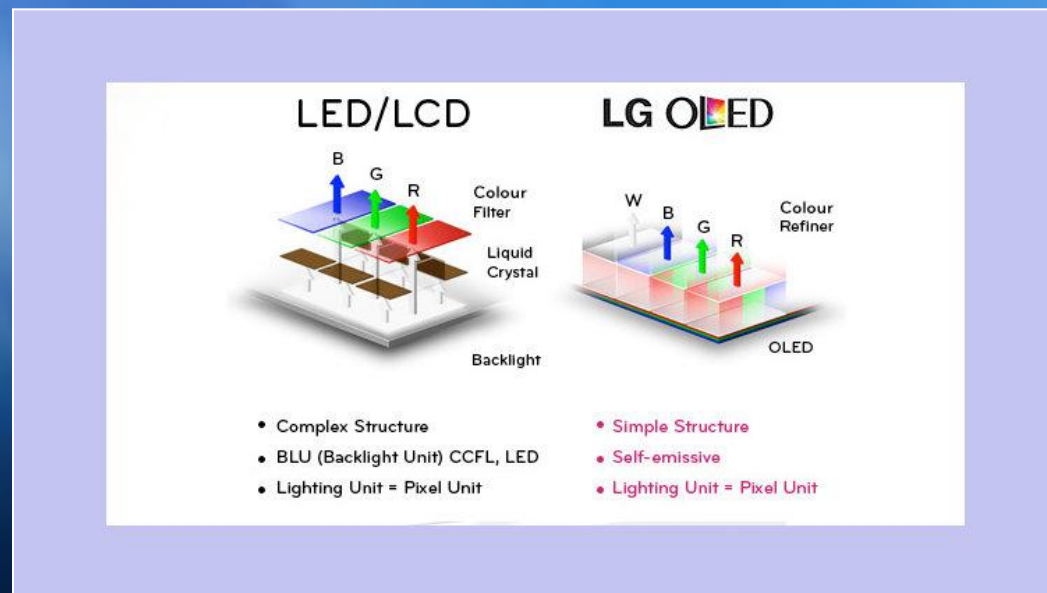 LED/LCD
B
G
R
Colour
Filter
Liquid
Crystal
Backlight
• Complex Structure
• BLU (Backlight Unit) CCFL, LED
• Lighting Unit = Pixel Unit
LG OLED
W
B
G
R
Colour
Refiner
OLED
• Simple Structure
• Self-emissive
• Lighting Unit = Pixel Unit